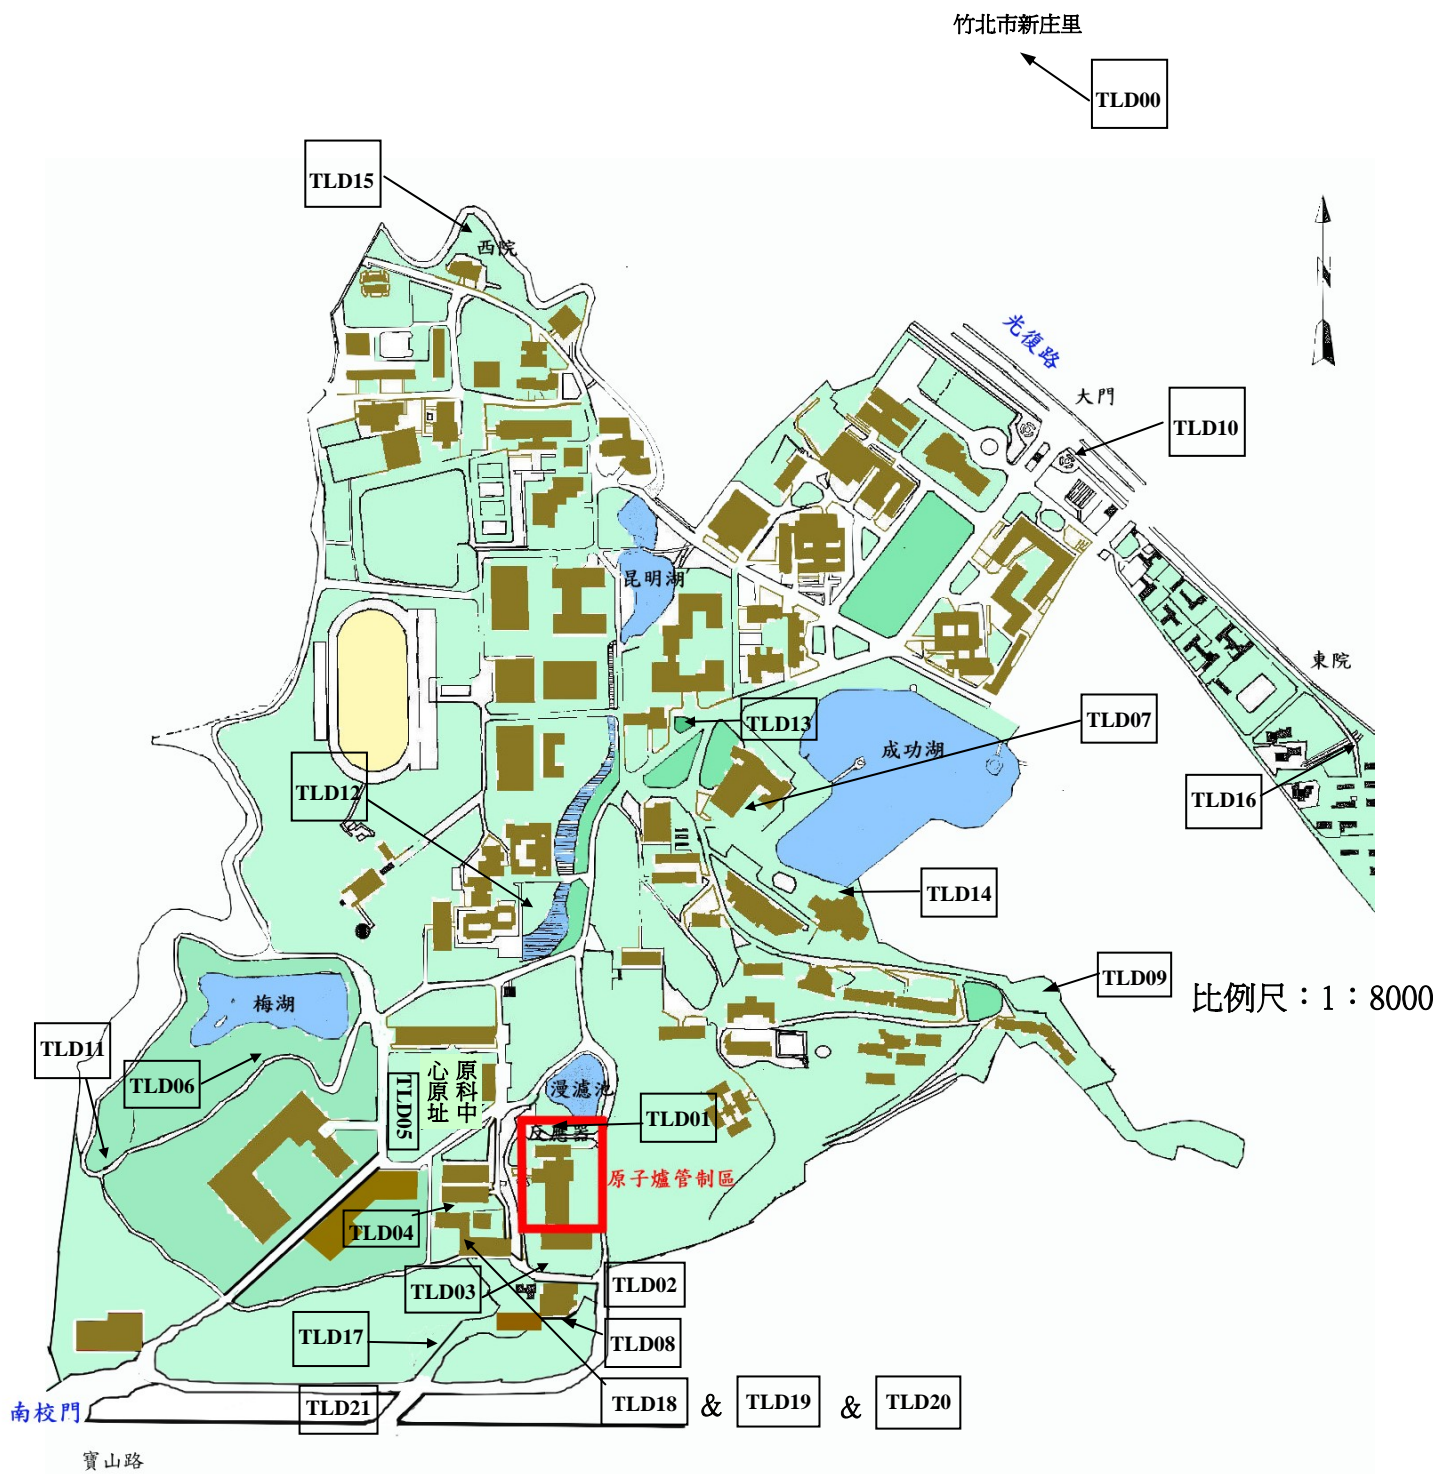 竹北市新庄里
TLD00
TLD15
西院
N
光復路
大門
TLD10
昆明湖
東院
TLD13
TLD07
成功湖
TLD12
TLD16
TLD14
TLD09
比例尺：1：8000
梅湖
TLD11
TLD06
TLD05
原科中
心原址
漫濾池
TLD01
反應器
原子爐管制區
TLD04
TLD03
TLD02
TLD17
TLD08
TLD21
TLD18 & TLD19 & TLD20
南校門
寶山路